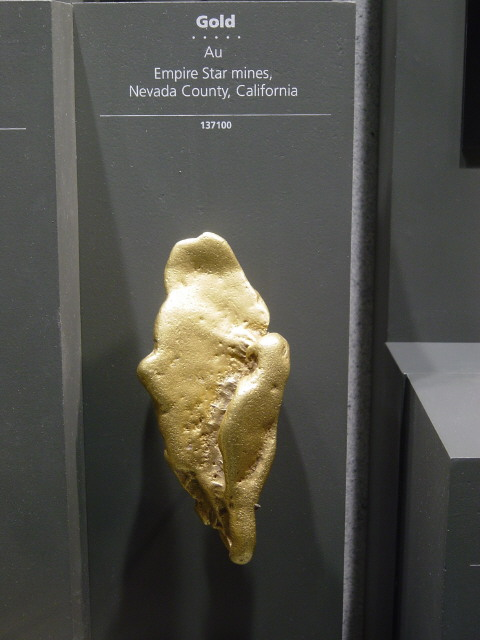 Gold
Au
Empire Star mines,
Nevada County, California
137100